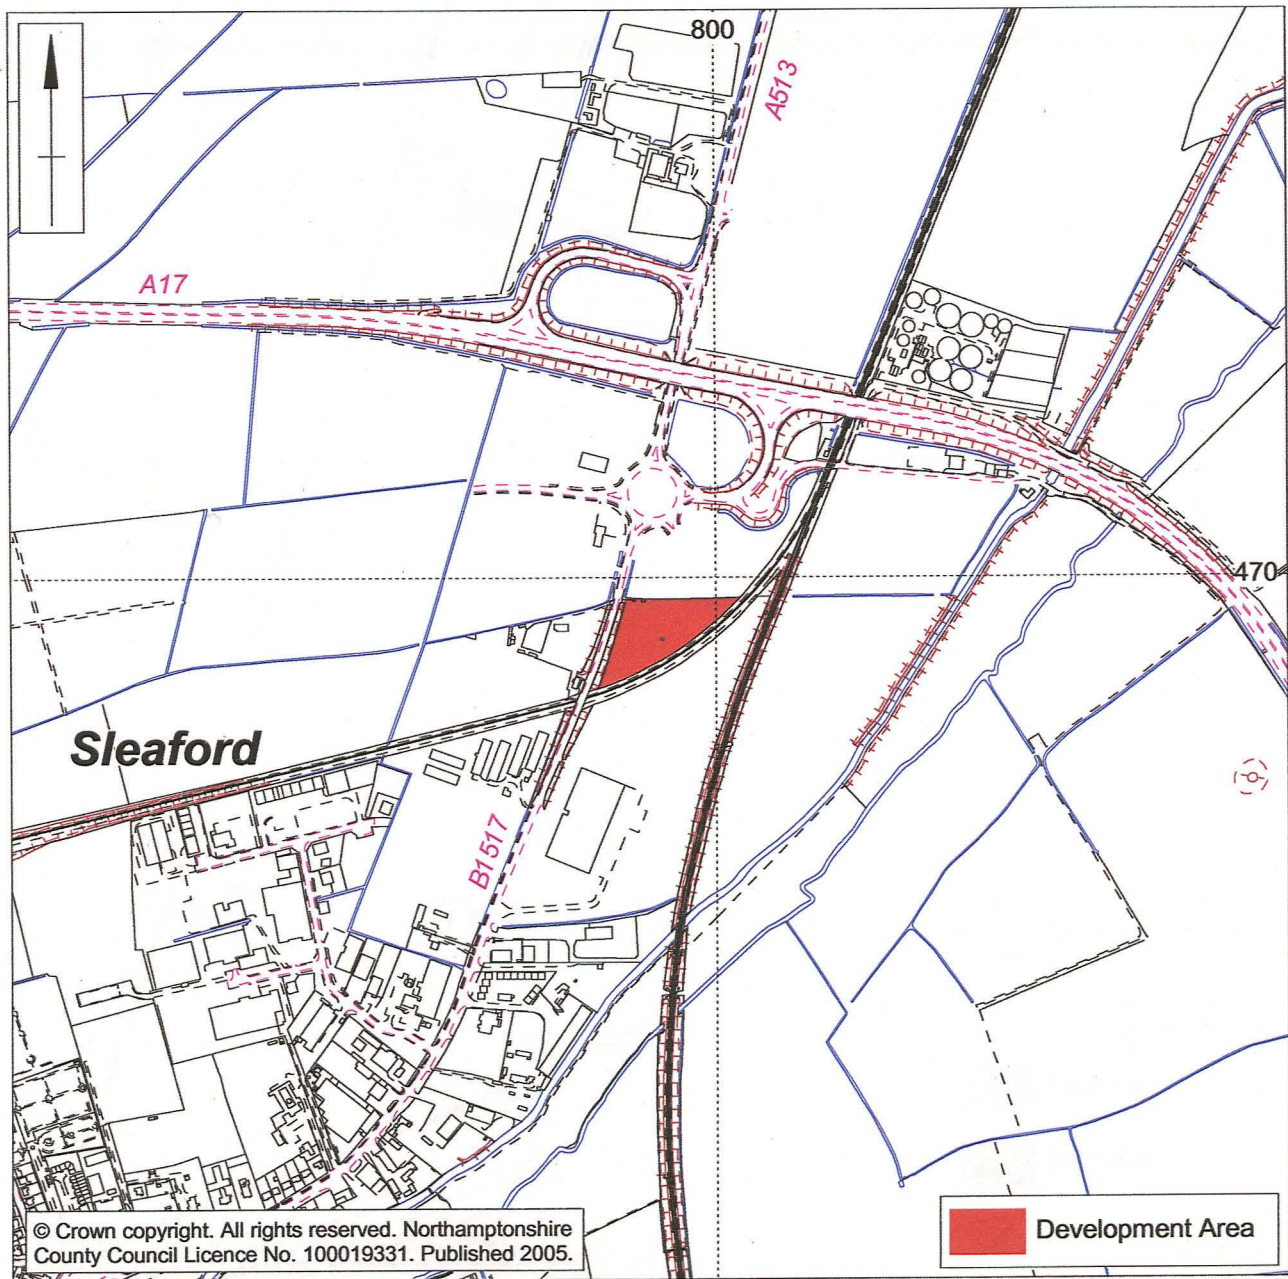 800
A513
A17
470
Sleaford
B1517
© Crown copyright. All rights reserved. Northamptonshire
County Council Licence No. 100019331. Published 2005.
Development Area